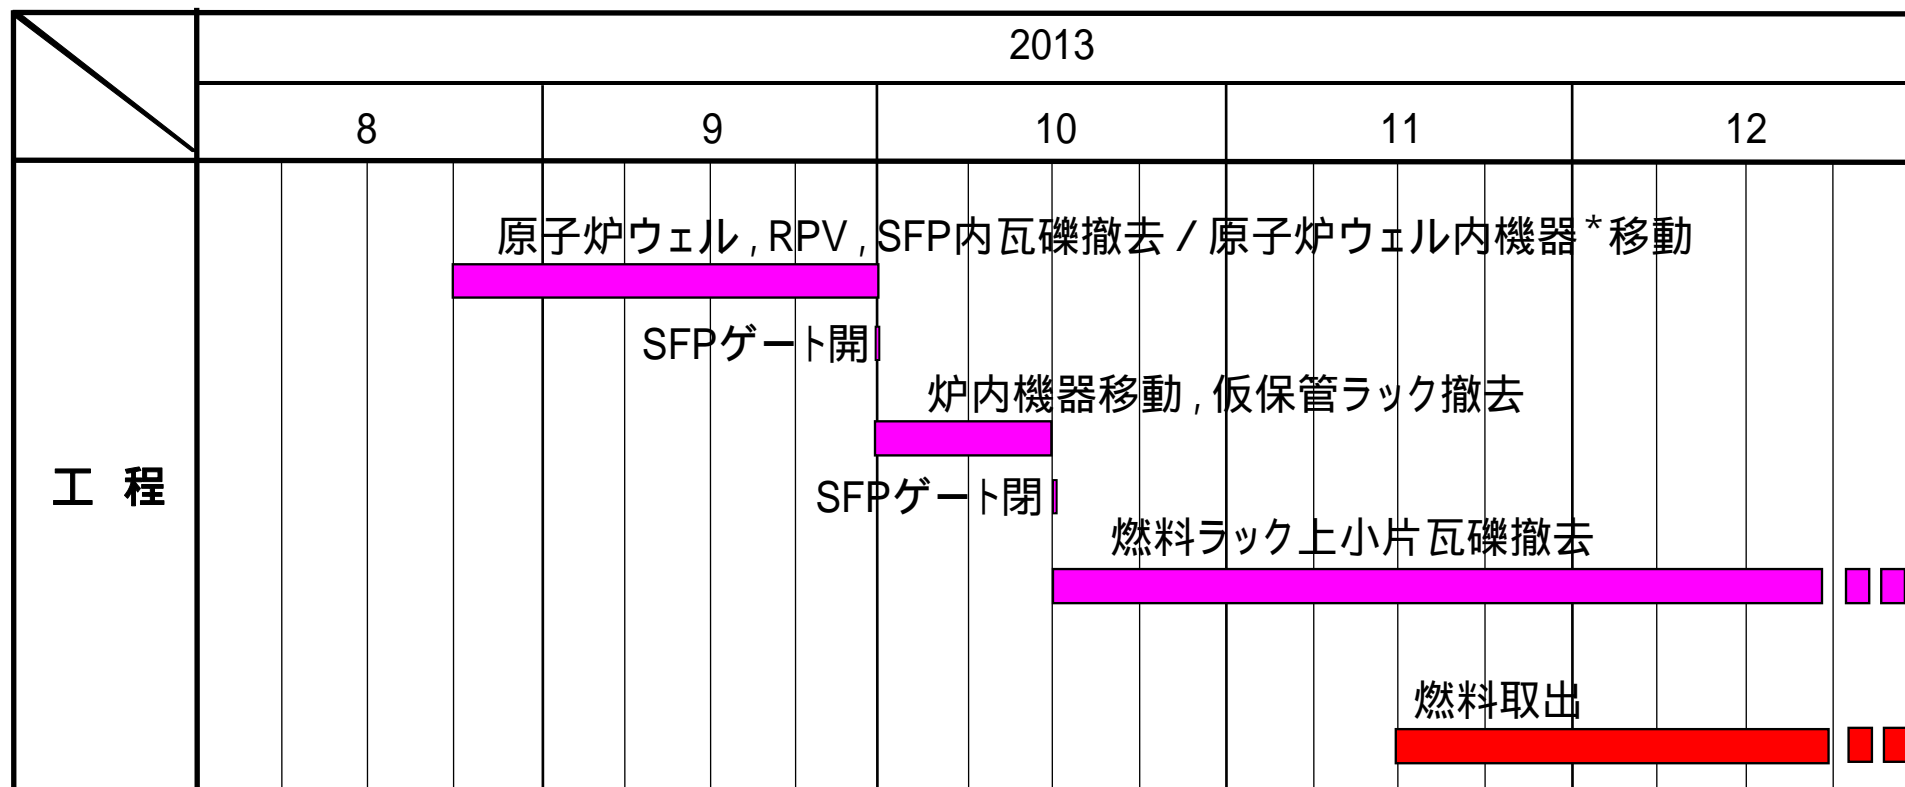 2013
8 9 10 11 12
原子炉ウェル,RPV,SFP内瓦礫撤去/原子炉ウェル内機器*移動
SFPゲート開
炉内機器移動,仮保管ラック撤去
工程
SFPゲート閉
燃料ラック上小片瓦礫撤去
燃料取出